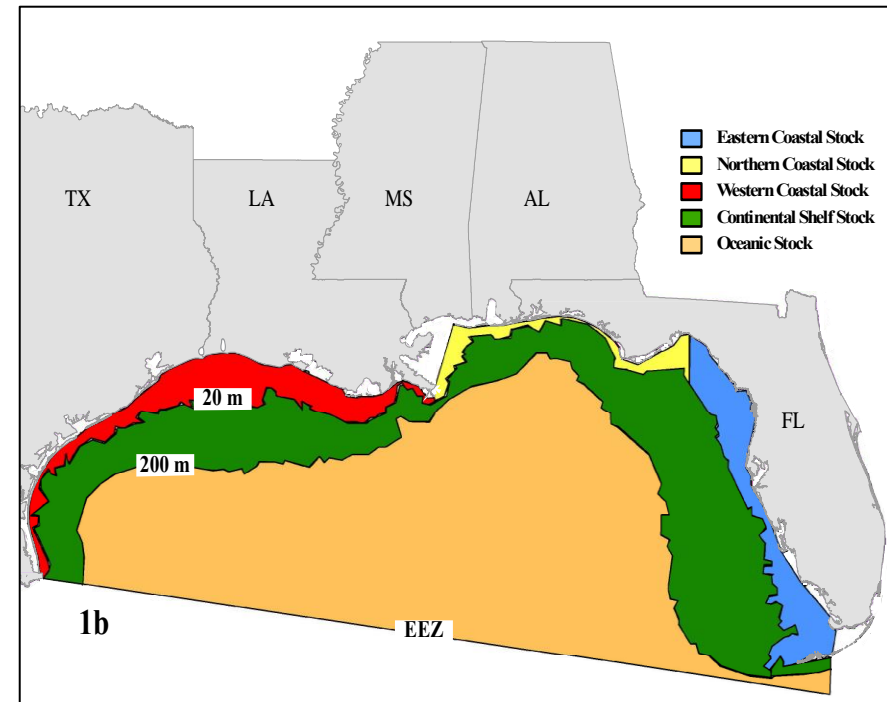 Eastern Coastal Stock
Northern Coastal Stock
Western Coastal Stock
Continental Shelf Stock
Oceanic Stock
TX
LA
MS
AL
20 m
FL
200 m
1b
EEZ